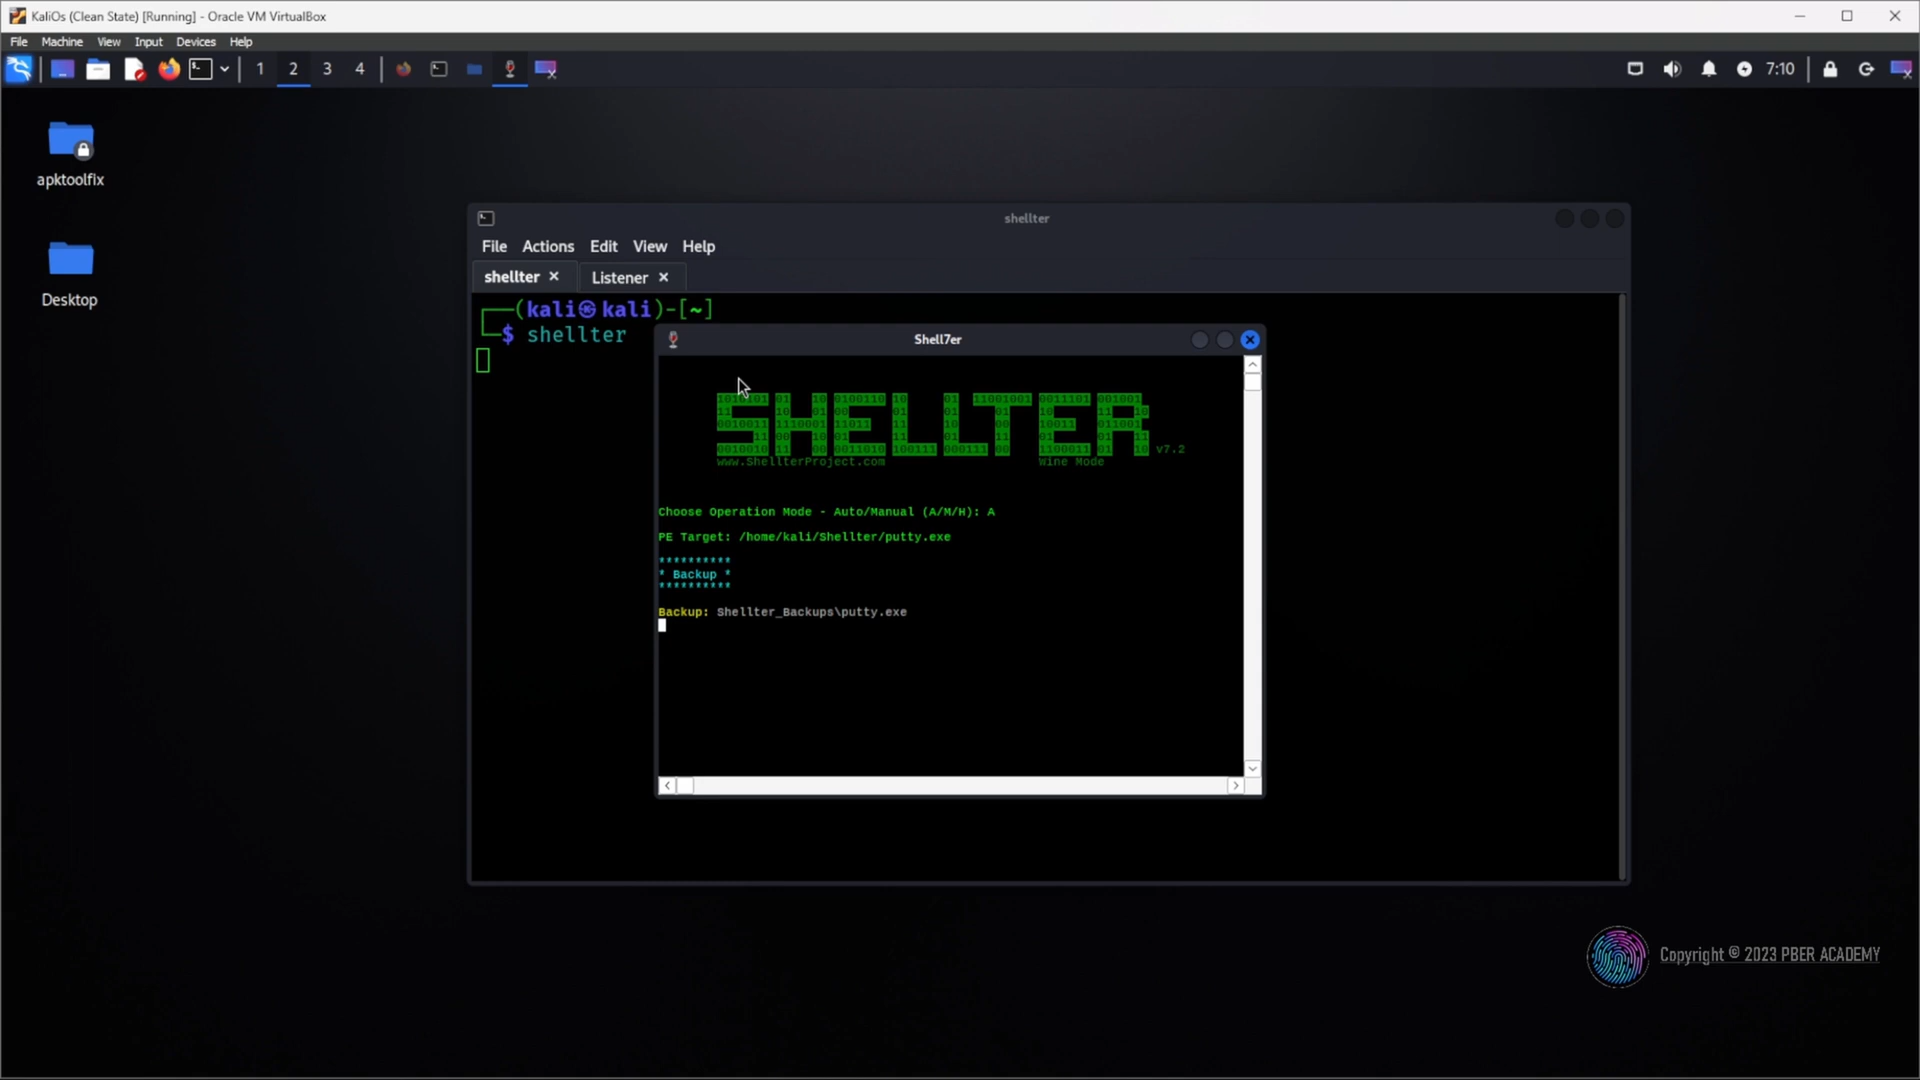 KaliOs (Clean State) [Running] - Oracle VM VirtualBox
File Machine View Input Devices Help
1 2 3 4 7:10
apktoolfix
Desktop
shellter
File Actions Edit View Help
shellter × Listener ×
(kali㉿kali)-[~]
$ shellter
Shell7er
SHELLTER v7.2
www.ShellterProject.com Wine Mode
Choose Operation Mode - Auto/Manual (A/M/H): A
PE Target: /home/kali/Shellter/putty.exe
**********
* Backup *
**********
Backup: Shellter_Backups\putty.exe
Copyright © 2023 PBER ACADEMY